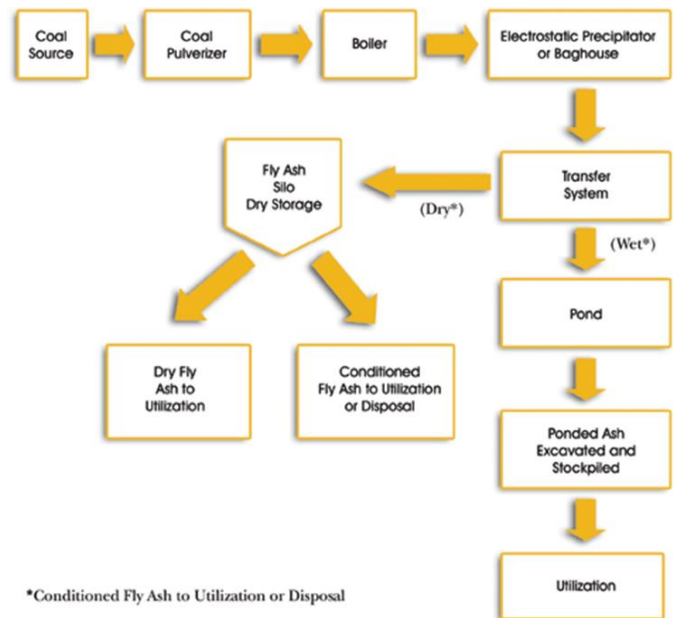 Coal
Source
Coal
Pulverizer
Boiler
Electrostatic Precipitator
or Baghouse
Fly Ash
Silo
Dry Storage
(Dry*)
Transfer
System
(Wet*)
Pond
Dry Fly
Ash to
Utilization
Conditioned
Fly Ash to Utilization
or Disposal
Ponded Ash
Excavated and
Stockpiled
Utilization
*Conditioned Fly Ash to Utilization or Disposal